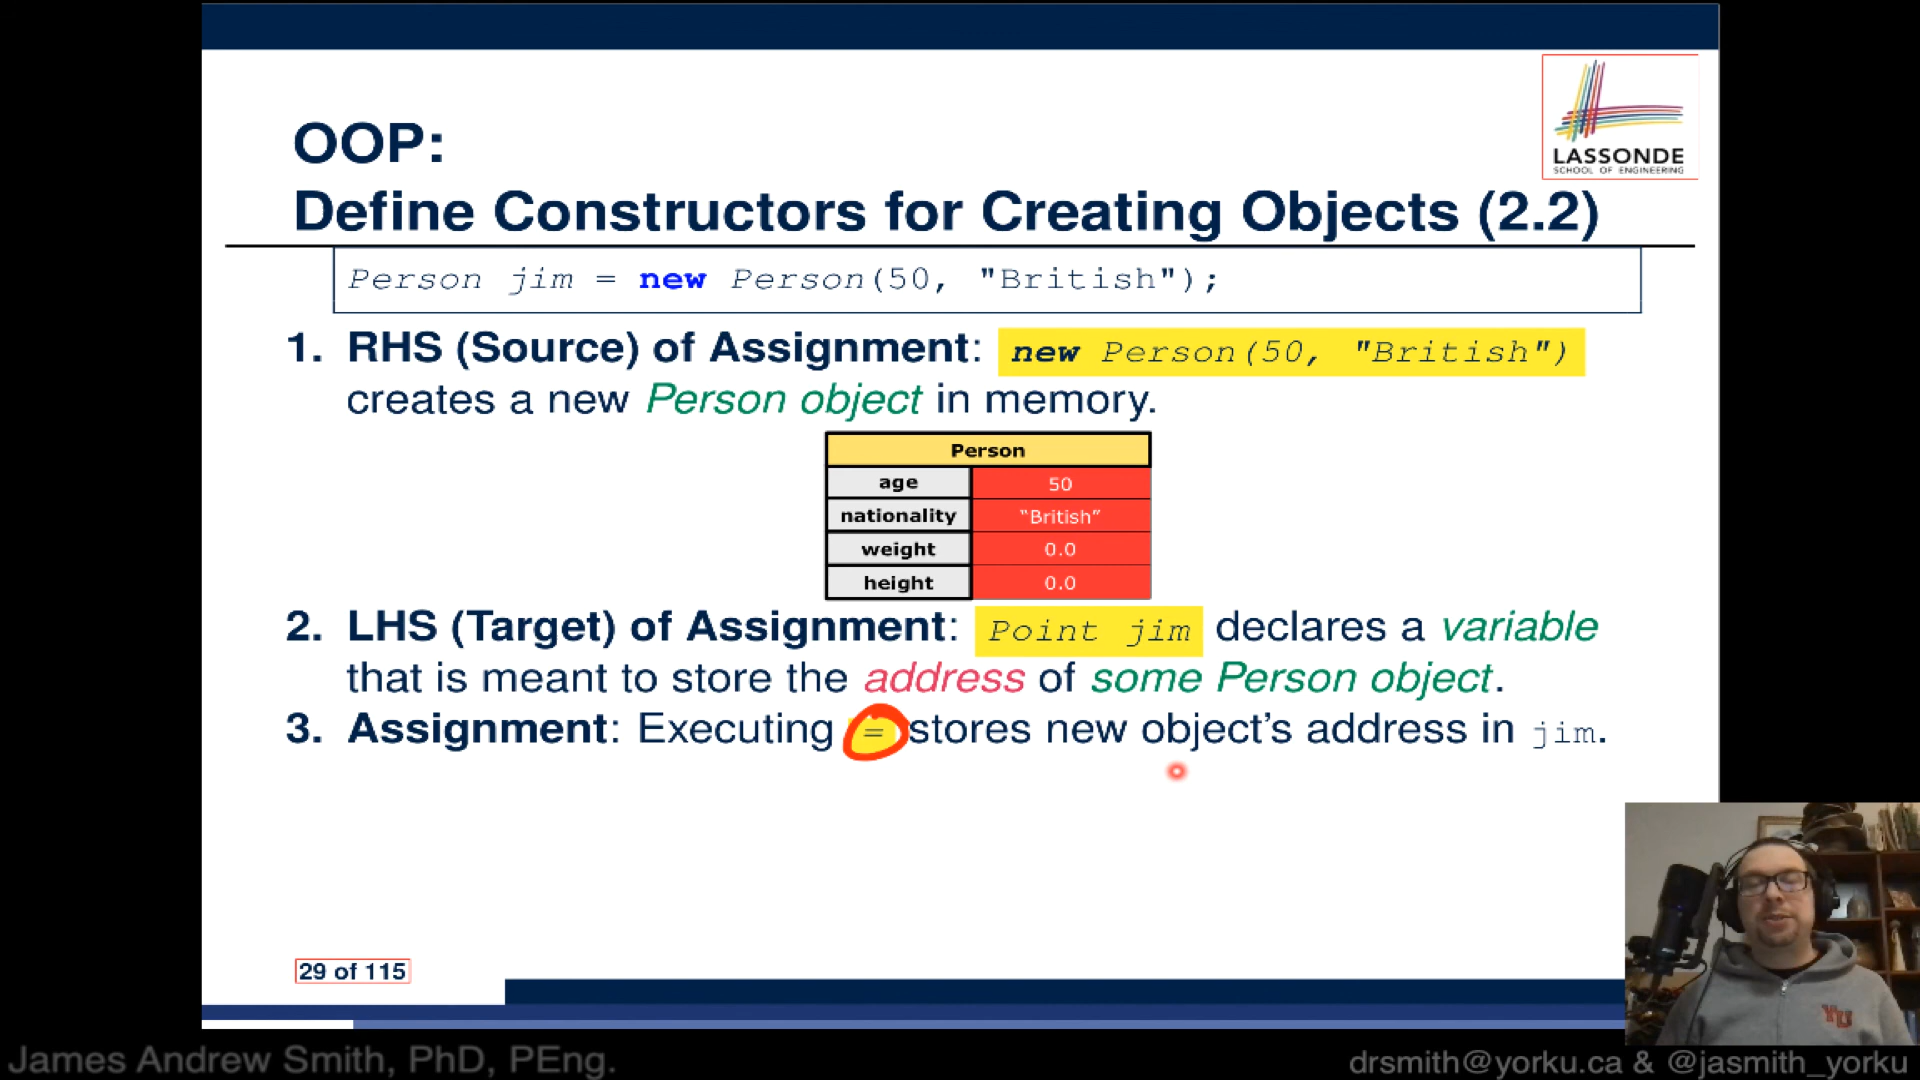 LASSONDE
SCHOOL OF ENGINEERING
OOP:
Define Constructors for Creating Objects (2.2)
Person jim = new Person(50, "British");
1. RHS (Source) of Assignment: new Person(50, "British")
creates a new Person object in memory.
Person
age 50
nationality “British”
weight 0.0
height 0.0
2. LHS (Target) of Assignment: Point jim declares a variable
that is meant to store the address of some Person object.
3. Assignment: Executing = stores new object’s address in jim.
29 of 115
YU
James Andrew Smith, PhD, PEng.
drsmith@yorku.ca & @jasmith_yorku